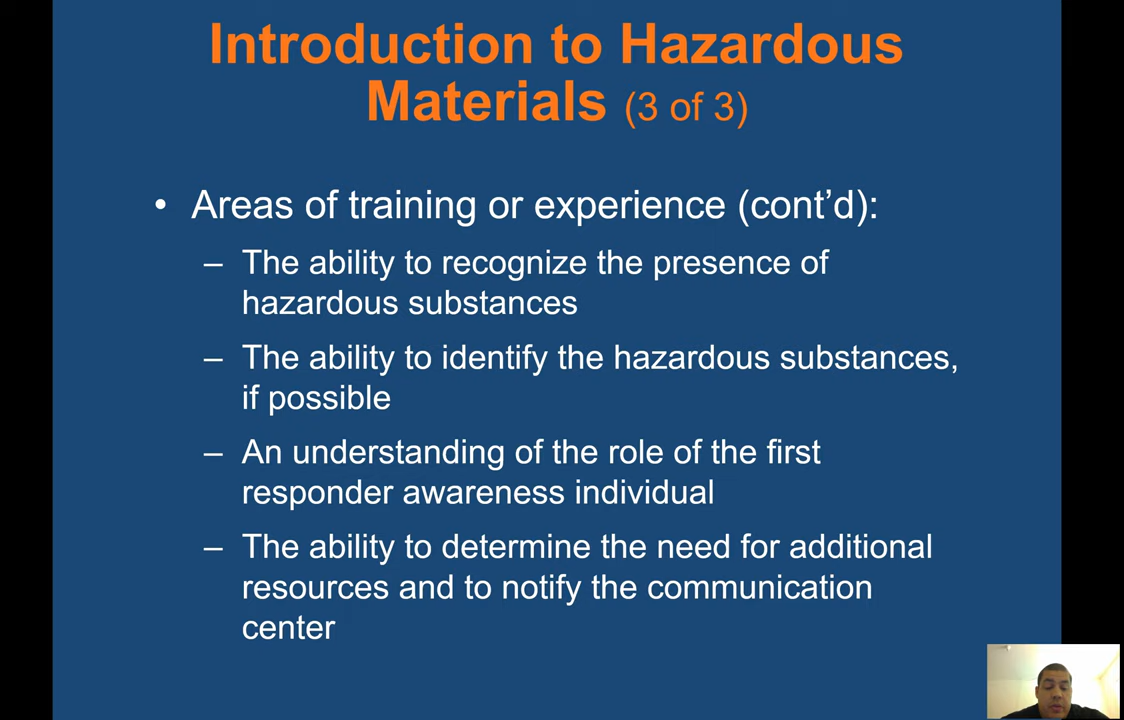 Introduction to Hazardous
Materials (3 of 3)
• Areas of training or experience (cont’d):
– The ability to recognize the presence of
hazardous substances
– The ability to identify the hazardous substances,
if possible
– An understanding of the role of the first
responder awareness individual
– The ability to determine the need for additional
resources and to notify the communication
center